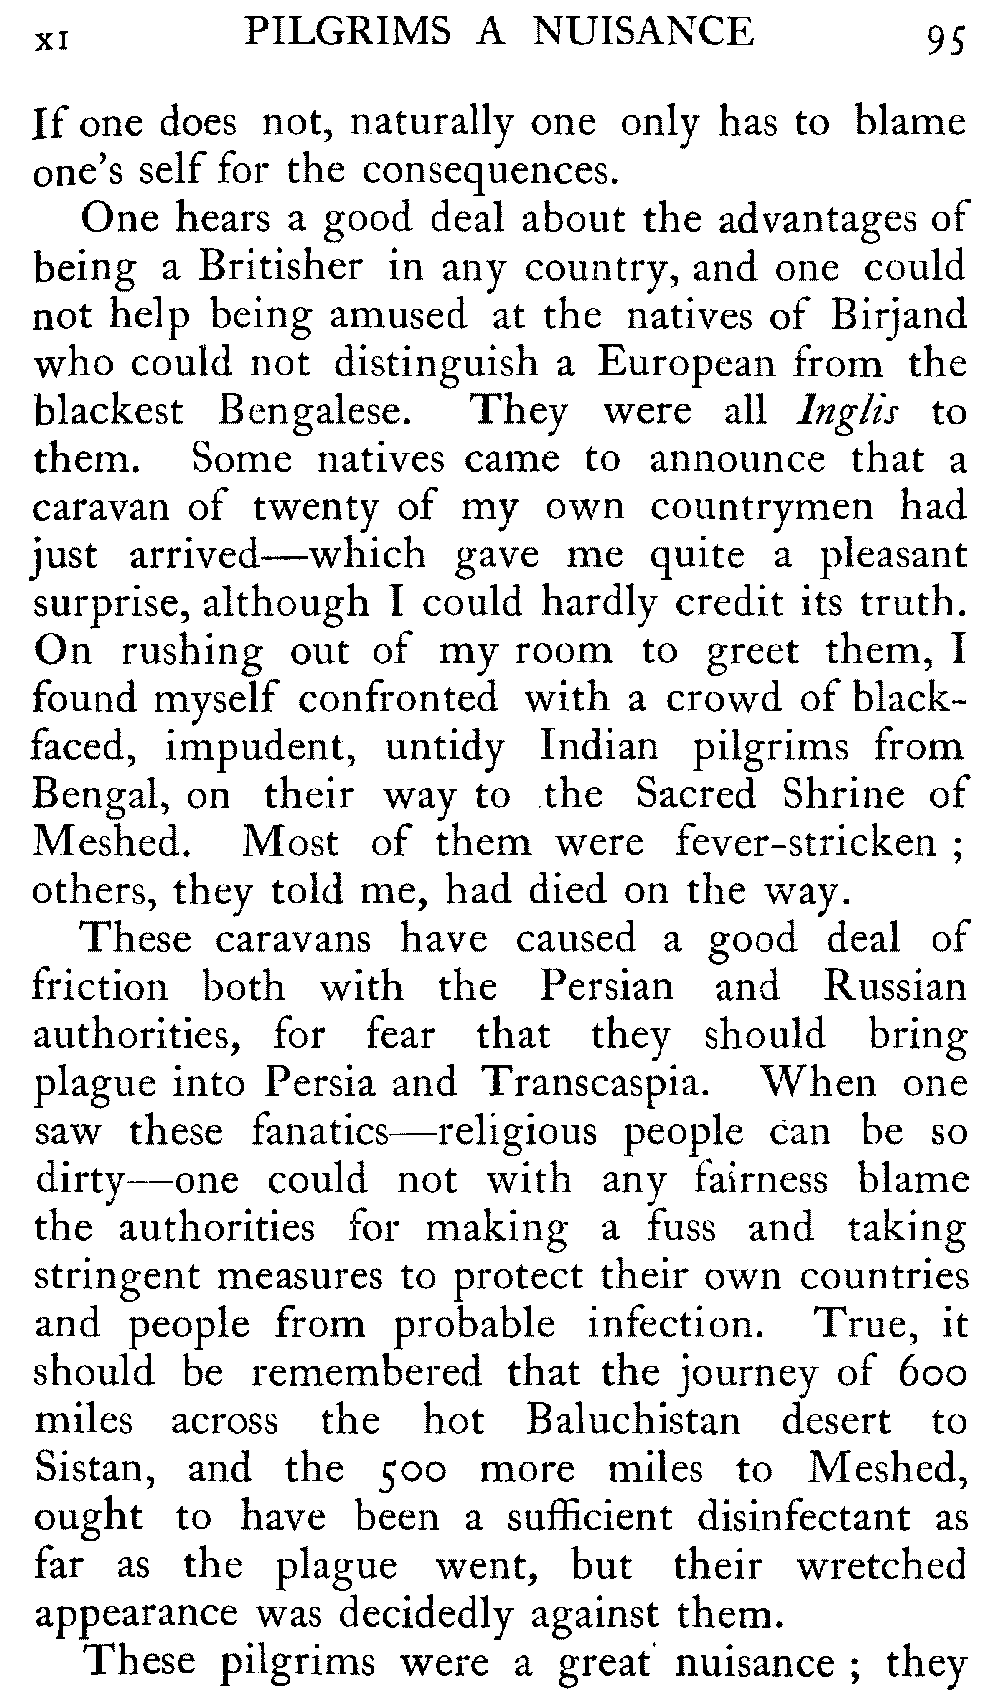 XI PILGRIMS A NUISANCE 95
If one does not, naturally one only has to blame
one's self for the consequences.
One hears a good deal about the advantages of
being a Britisher in any country, and one could
not help being amused at the natives of Birjand
who could not distinguish a European from the
blackest Bengalese. They were all Inglis to
them. Some natives came to announce that a
caravan of twenty of my own countrymen had
just arrived—which gave me quite a pleasant
surprise, although I could hardly credit its truth.
On rushing out of my room to greet them, I
found myself confronted with a crowd of black-
faced, impudent, untidy Indian pilgrims from
Bengal, on their way to the Sacred Shrine of
Meshed. Most of them were fever-stricken ;
others, they told me, had died on the way.
These caravans have caused a good deal of
friction both with the Persian and Russian
authorities, for fear that they should bring
plague into Persia and Transcaspia. When one
saw these fanatics—religious people can be so
dirty—one could not with any fairness blame
the authorities for making a fuss and taking
stringent measures to protect their own countries
and people from probable infection. True, it
should be remembered that the journey of 600
miles across the hot Baluchistan desert to
Sistan, and the 500 more miles to Meshed,
ought to have been a sufficient disinfectant as
far as the plague went, but their wretched
appearance was decidedly against them.
These pilgrims were a great nuisance ; they